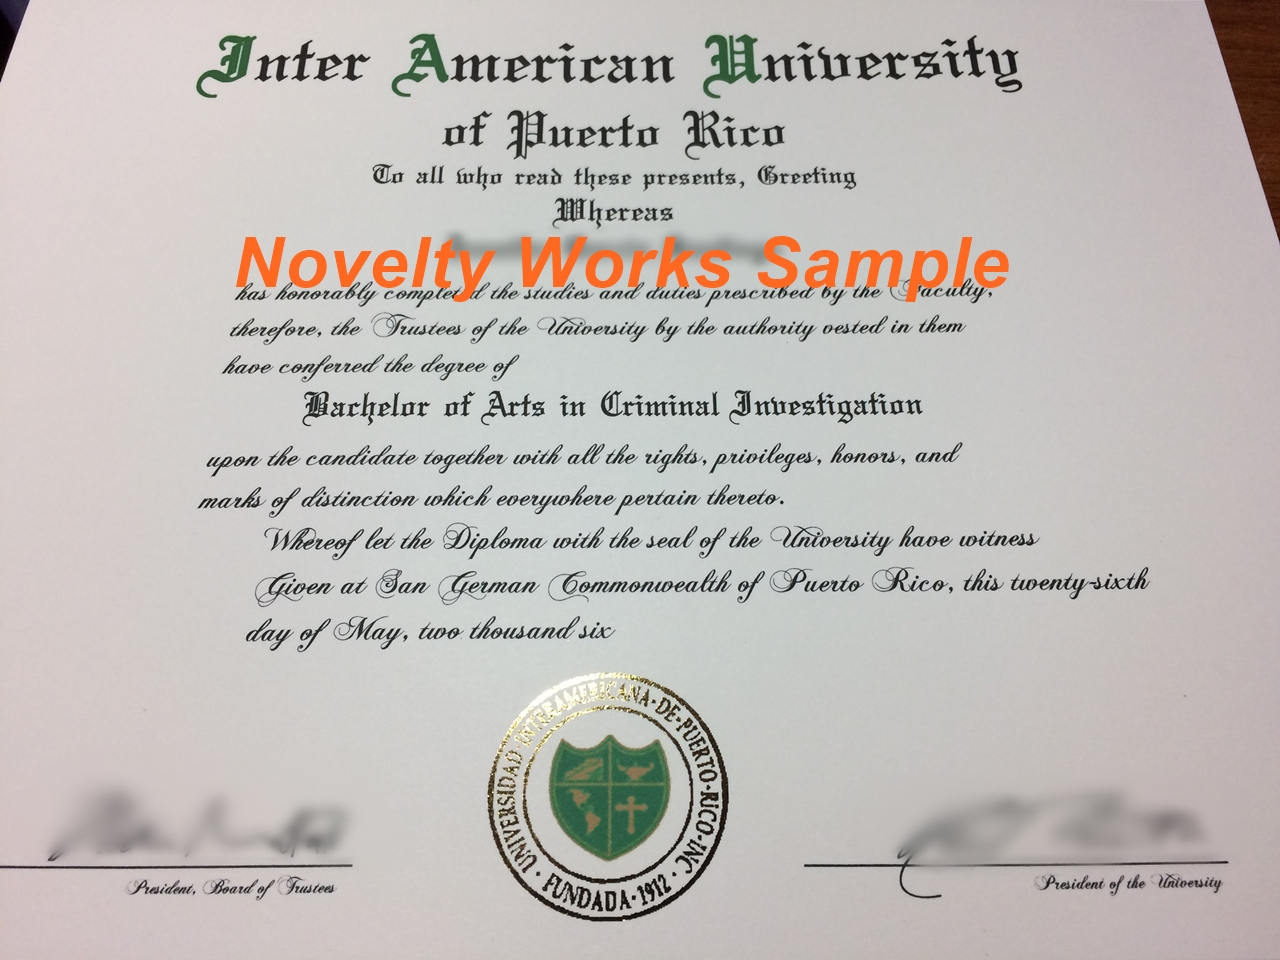 Inter American University
of Puerto Rico
To all who read these presents, Greeting
Whereas
Novelty Works Sample
has honorably completed the studies and duties prescribed by the Faculty,
therefore, the Trustees of the University by the authority vested in them
have conferred the degree of
Bachelor of Arts in Criminal Investigation
upon the candidate together with all the rights, privileges, honors, and
marks of distinction which everywhere pertain thereto.
Whereof let the Diploma with the seal of the University have witness
Given at San German Commonwealth of Puerto Rico, this twenty-sixth
day of May, two thousand six
UNIVERSIDAD·INTERAMERICANA·DE·PUERTO·RICO·INC·
FUNDADA·1912·
President, Board of Trustees
President of the University